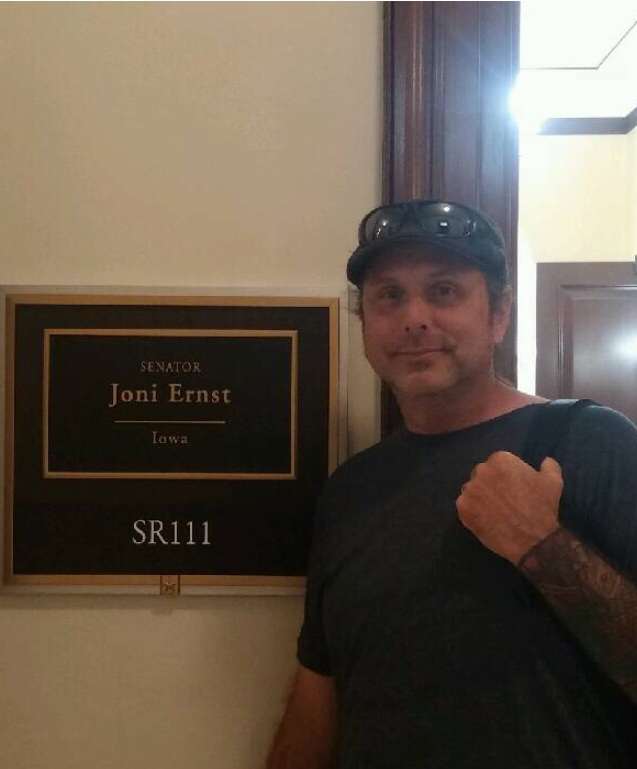 SENATOR
Joni Ernst
Iowa
SR111